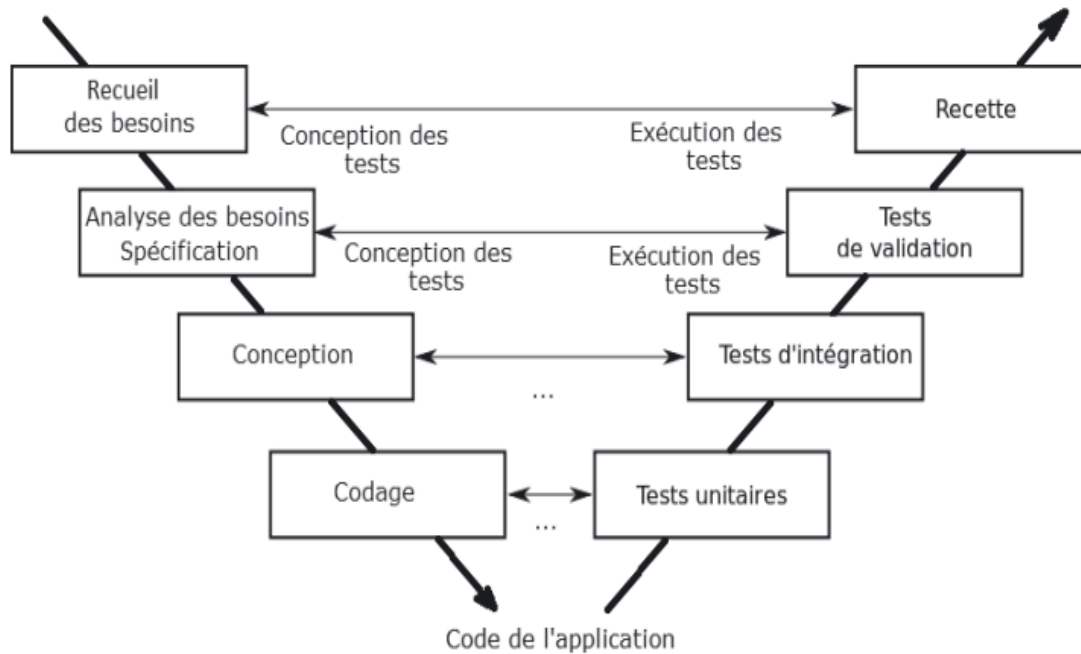 Recueil
des besoins
Recette
Conception des
tests
Exécution des
tests
Analyse des besoins
Spécification
Tests
de validation
Conception des
tests
Exécution des
tests
Conception
Tests d'intégration
...
Codage
Tests unitaires
...
Code de l'application